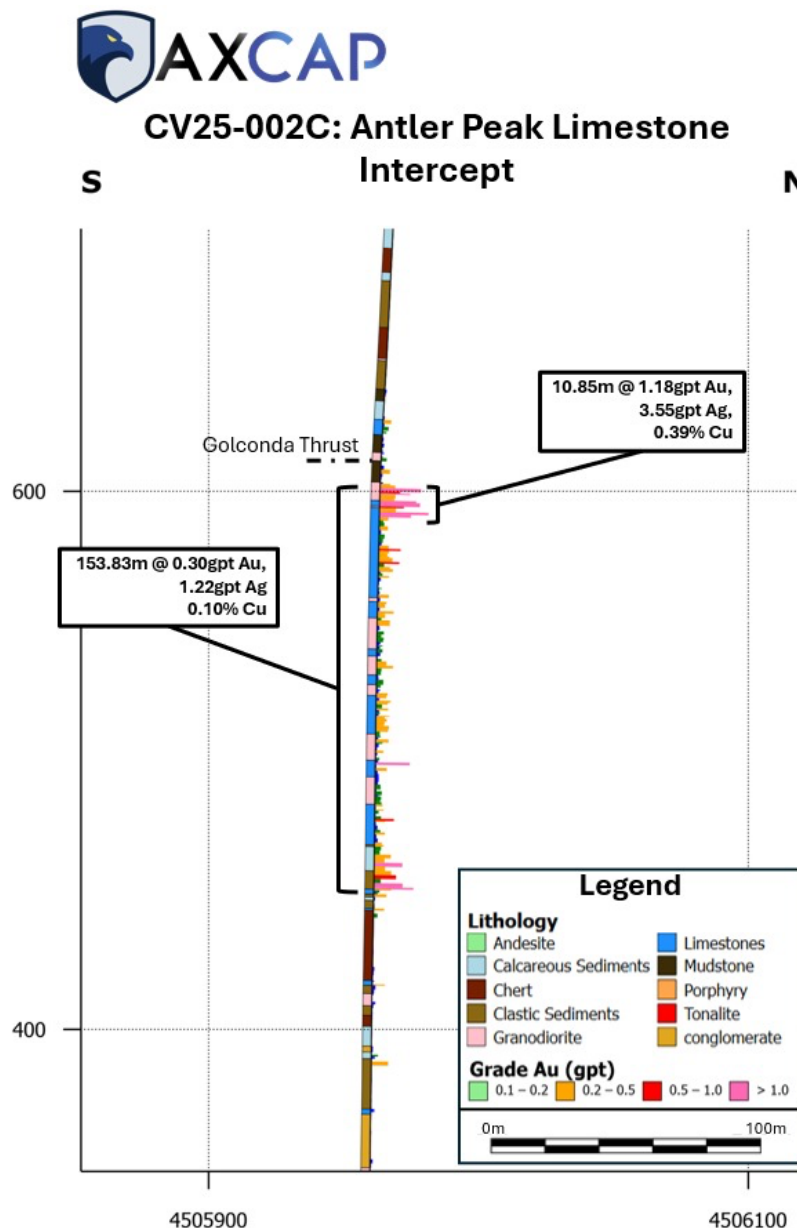 AXCAP
CV25-002C: Antler Peak Limestone
Intercept
S
N
10.85m @ 1.18gpt Au,
3.55gpt Ag,
0.39% Cu
Golconda Thrust
600
153.83m @ 0.30gpt Au,
1.22gpt Ag
0.10% Cu
Legend
Lithology
Andesite
Calcareous Sediments
Chert
Clastic Sediments
Granodiorite
Limestones
Mudstone
Porphyry
Tonalite
conglomerate
Grade Au (gpt)
0.1 – 0.2
0.2 – 0.5
0.5 – 1.0
> 1.0
0m
100m
400
4505900
4506100